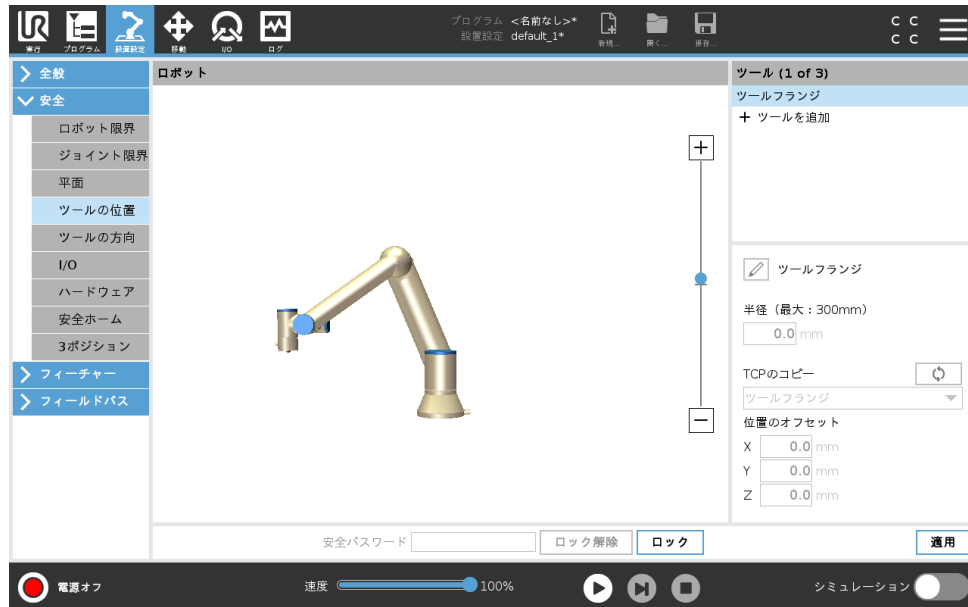 プログラム <名前なし>*
設置設定 default_1*
実行 プログラム 設置設定 移動 I/O ログ 新規... 開く... 保存...
C C
C C
全般
安全
ロボット限界
ジョイント限界
平面
ツールの位置
ツールの方向
I/O
ハードウェア
安全ホーム
3ポジション
フィーチャー
フィールドバス
ロボット
ツール (1 of 3)
ツールフランジ
+ ツールを追加
ツールフランジ
半径（最大：300mm）
0.0 mm
TCPのコピー
ツールフランジ
位置のオフセット
X 0.0 mm
Y 0.0 mm
Z 0.0 mm
安全パスワード ロック解除 ロック 適用
電源オフ 速度 100% シミュレーション